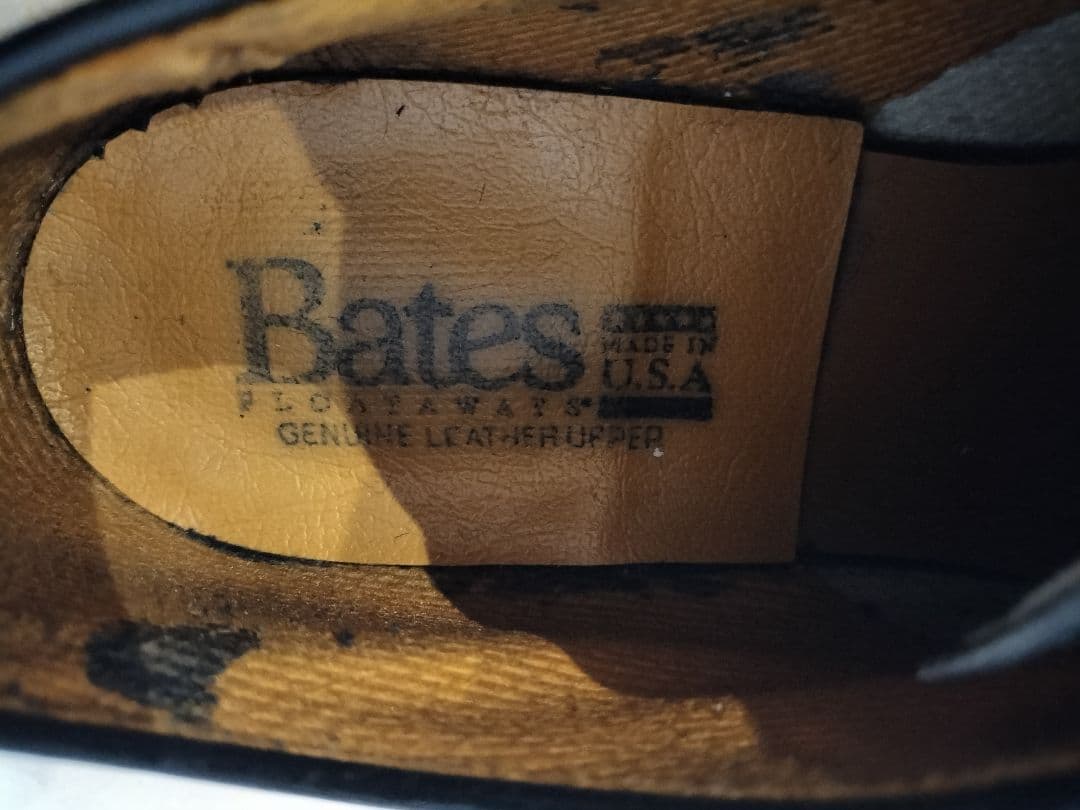 Bates
MADE IN
U.S.A
FLOATAWAYS
GENUINE LEATHER UPPER